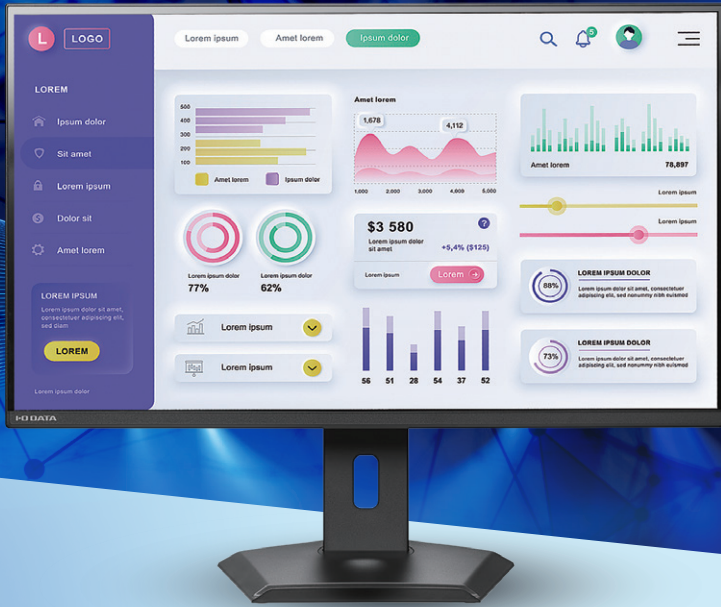 L
LOGO
Lorem ipsum
Amet lorem
Ipsum dolor
5
LOREM
Ipsum dolor
Sit amet
Lorem ipsum
Dolor sit
Amet lorem
LOREM IPSUM
Lorem ipsum dolor sit amet,
consectetuer adipiscing elit,
sed diam
LOREM
Lorem ipsum dolor
500
400
300
200
100
Amet lorem
Ipsum dolor
Lorem ipsum dolor
77%
Lorem ipsum dolor
62%
Lorem ipsum
Lorem ipsum
Amet lorem
1,678
4,112
1,000 2,000 3,000 4,000 5,000
$3 580
?
Lorem ipsum dolor
sit amet
+5,4% ($125)
Lorem ipsum
Lorem
56 51 28 54 37 52
Amet lorem
78,897
Lorem ipsum
Lorem ipsum
88%
LOREM IPSUM DOLOR
Lorem ipsum dolor sit amet, consectetuer
adipiscing elit, sed nonummy nibh euismod
73%
LOREM IPSUM DOLOR
Lorem ipsum dolor sit amet, consectetuer
adipiscing elit, sed nonummy nibh euismod
I-O DATA